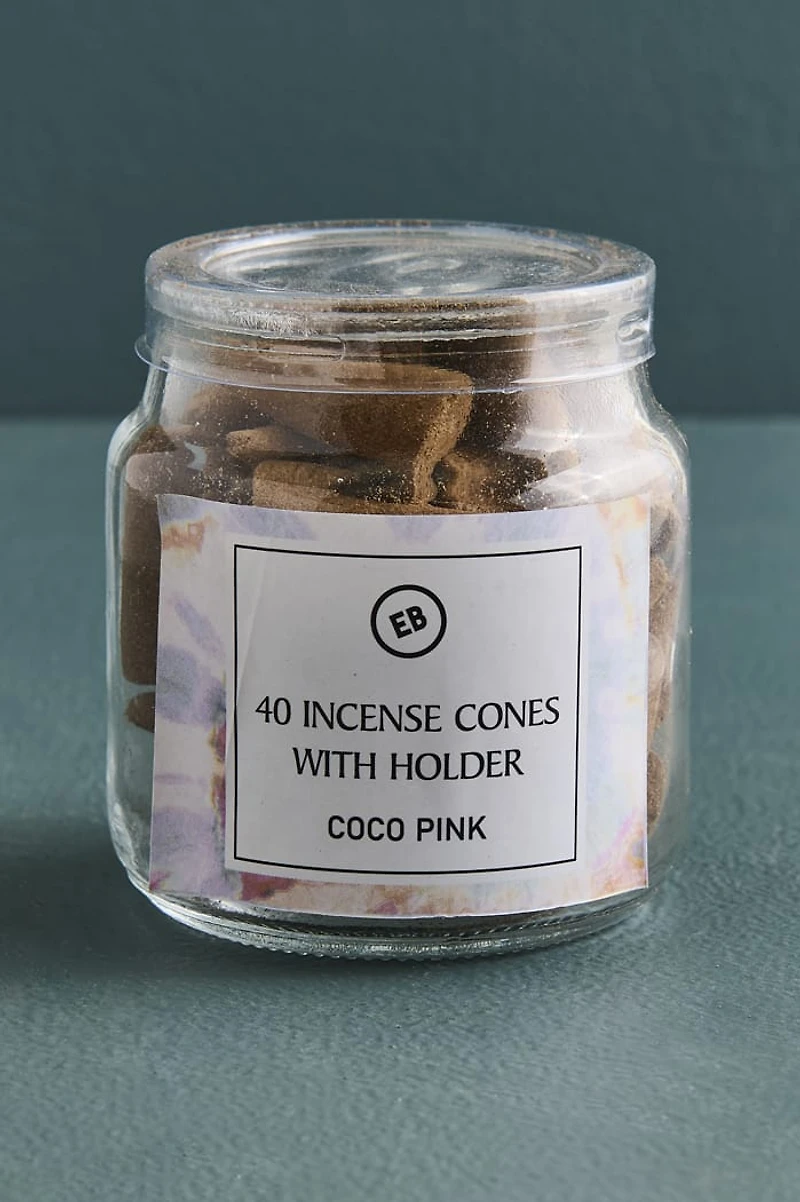 EB
40 INCENSE CONES
WITH HOLDER
COCO PINK